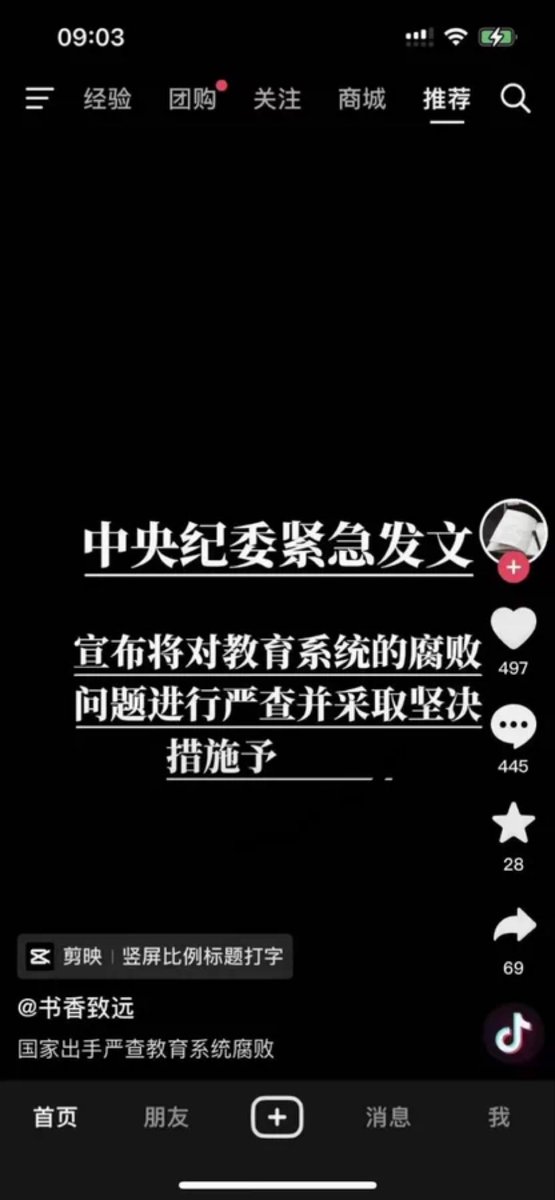 09:03
经验 团购 关注 商城 推荐
中央纪委紧急发文
宣布将对教育系统的腐败
问题进行严查并采取坚决
措施予
497
445
28
69
剪映 | 竖屏比例标题打字
@书香致远
国家出手严查教育系统腐败
首页 朋友 消息 我